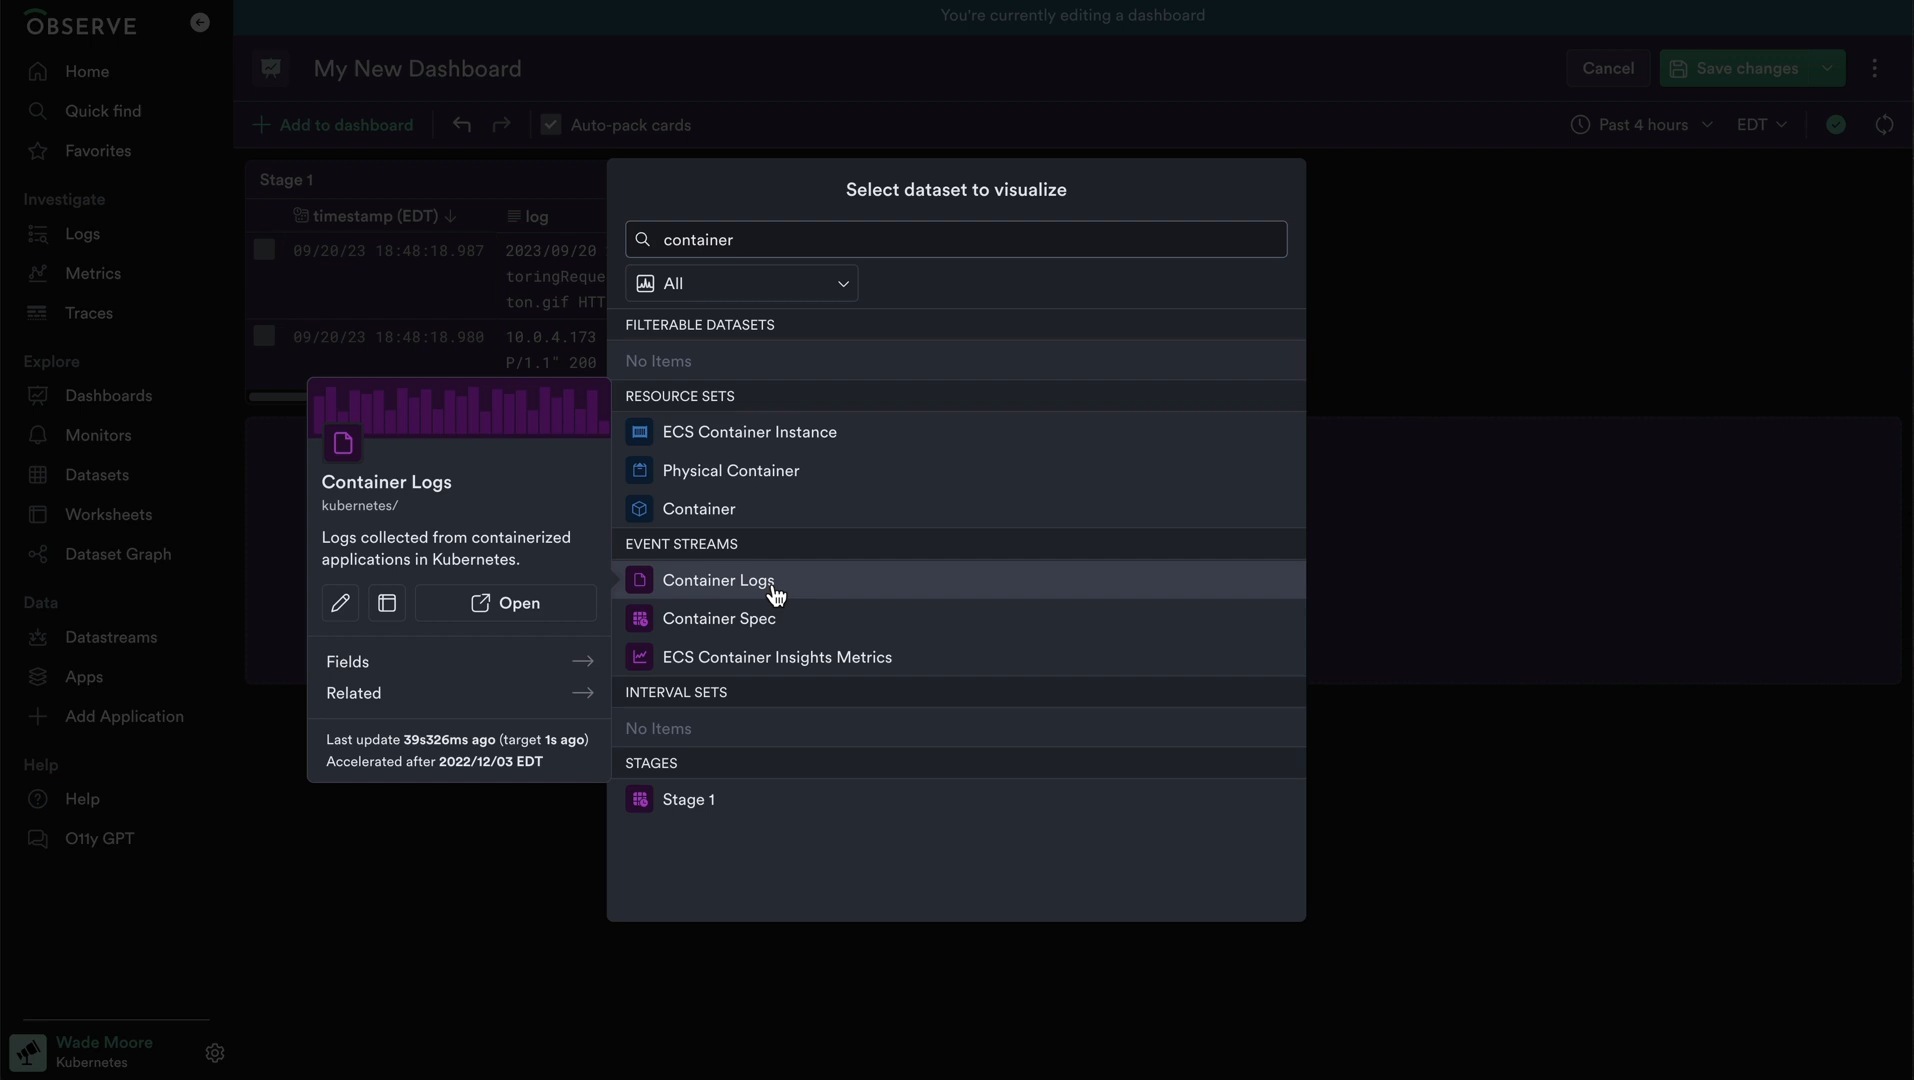 OBSERVE
You're currently editing a dashboard
Home
Quick find
Favorites
Investigate
Logs
Metrics
Traces
Explore
Dashboards
Monitors
Datasets
Worksheets
Dataset Graph
Data
Datastreams
Apps
Add Application
Help
Help
O11y GPT
Wade Moore
Kubernetes
My New Dashboard
Cancel
Save changes
Add to dashboard
Auto-pack cards
Past 4 hours
EDT
Stage 1
timestamp (EDT) log
09/20/23 18:48:18.987 2023/09/20
toringReque
ton.gif HTT
09/20/23 18:48:18.980 10.0.4.173
P/1.1" 200
Container Logs
kubernetes/
Logs collected from containerized
applications in Kubernetes.
Open
Fields
Related
Last update 39s326ms ago (target 1s ago)
Accelerated after 2022/12/03 EDT
Select dataset to visualize
container
All
FILTERABLE DATASETS
No Items
RESOURCE SETS
ECS Container Instance
Physical Container
Container
EVENT STREAMS
Container Logs
Container Spec
ECS Container Insights Metrics
INTERVAL SETS
No Items
STAGES
Stage 1